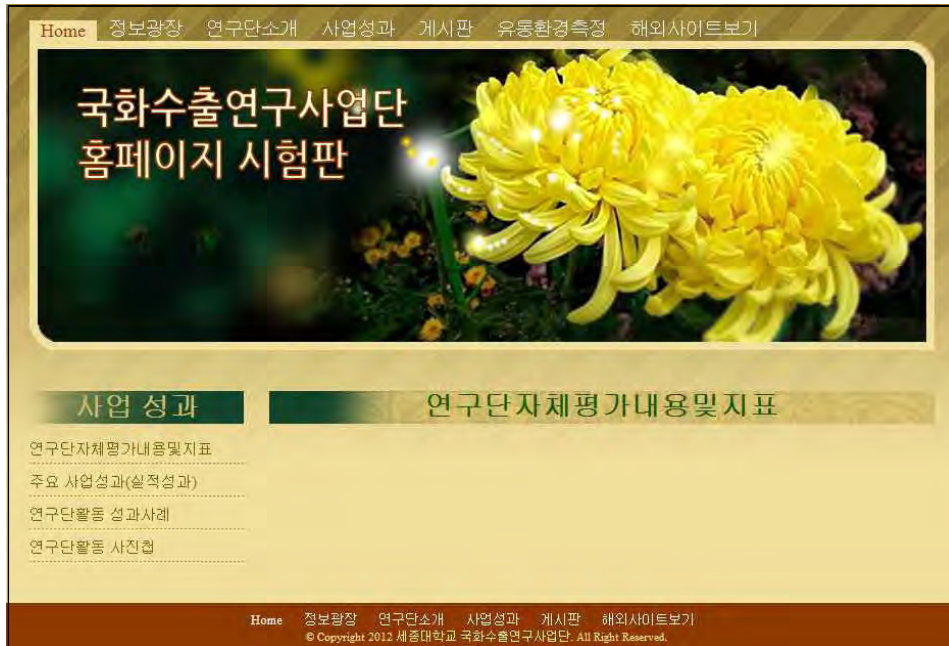 Home 정보광장 연구단소개 사업성과 게시판 유통환경측정 해외사이트보기
국화수출연구사업단
홈페이지 시험판
사업 성과
연구단자체평가내용및지표
연구단자체평가내용및지표
주요 사업성과(실적성과)
연구단활동 성과사례
연구단활동 사진첩
Home 정보광장 연구단소개 사업성과 게시판 해외사이트보기
© Copyright 2012 세종대학교 국화수출연구사업단. All Right Reserved.